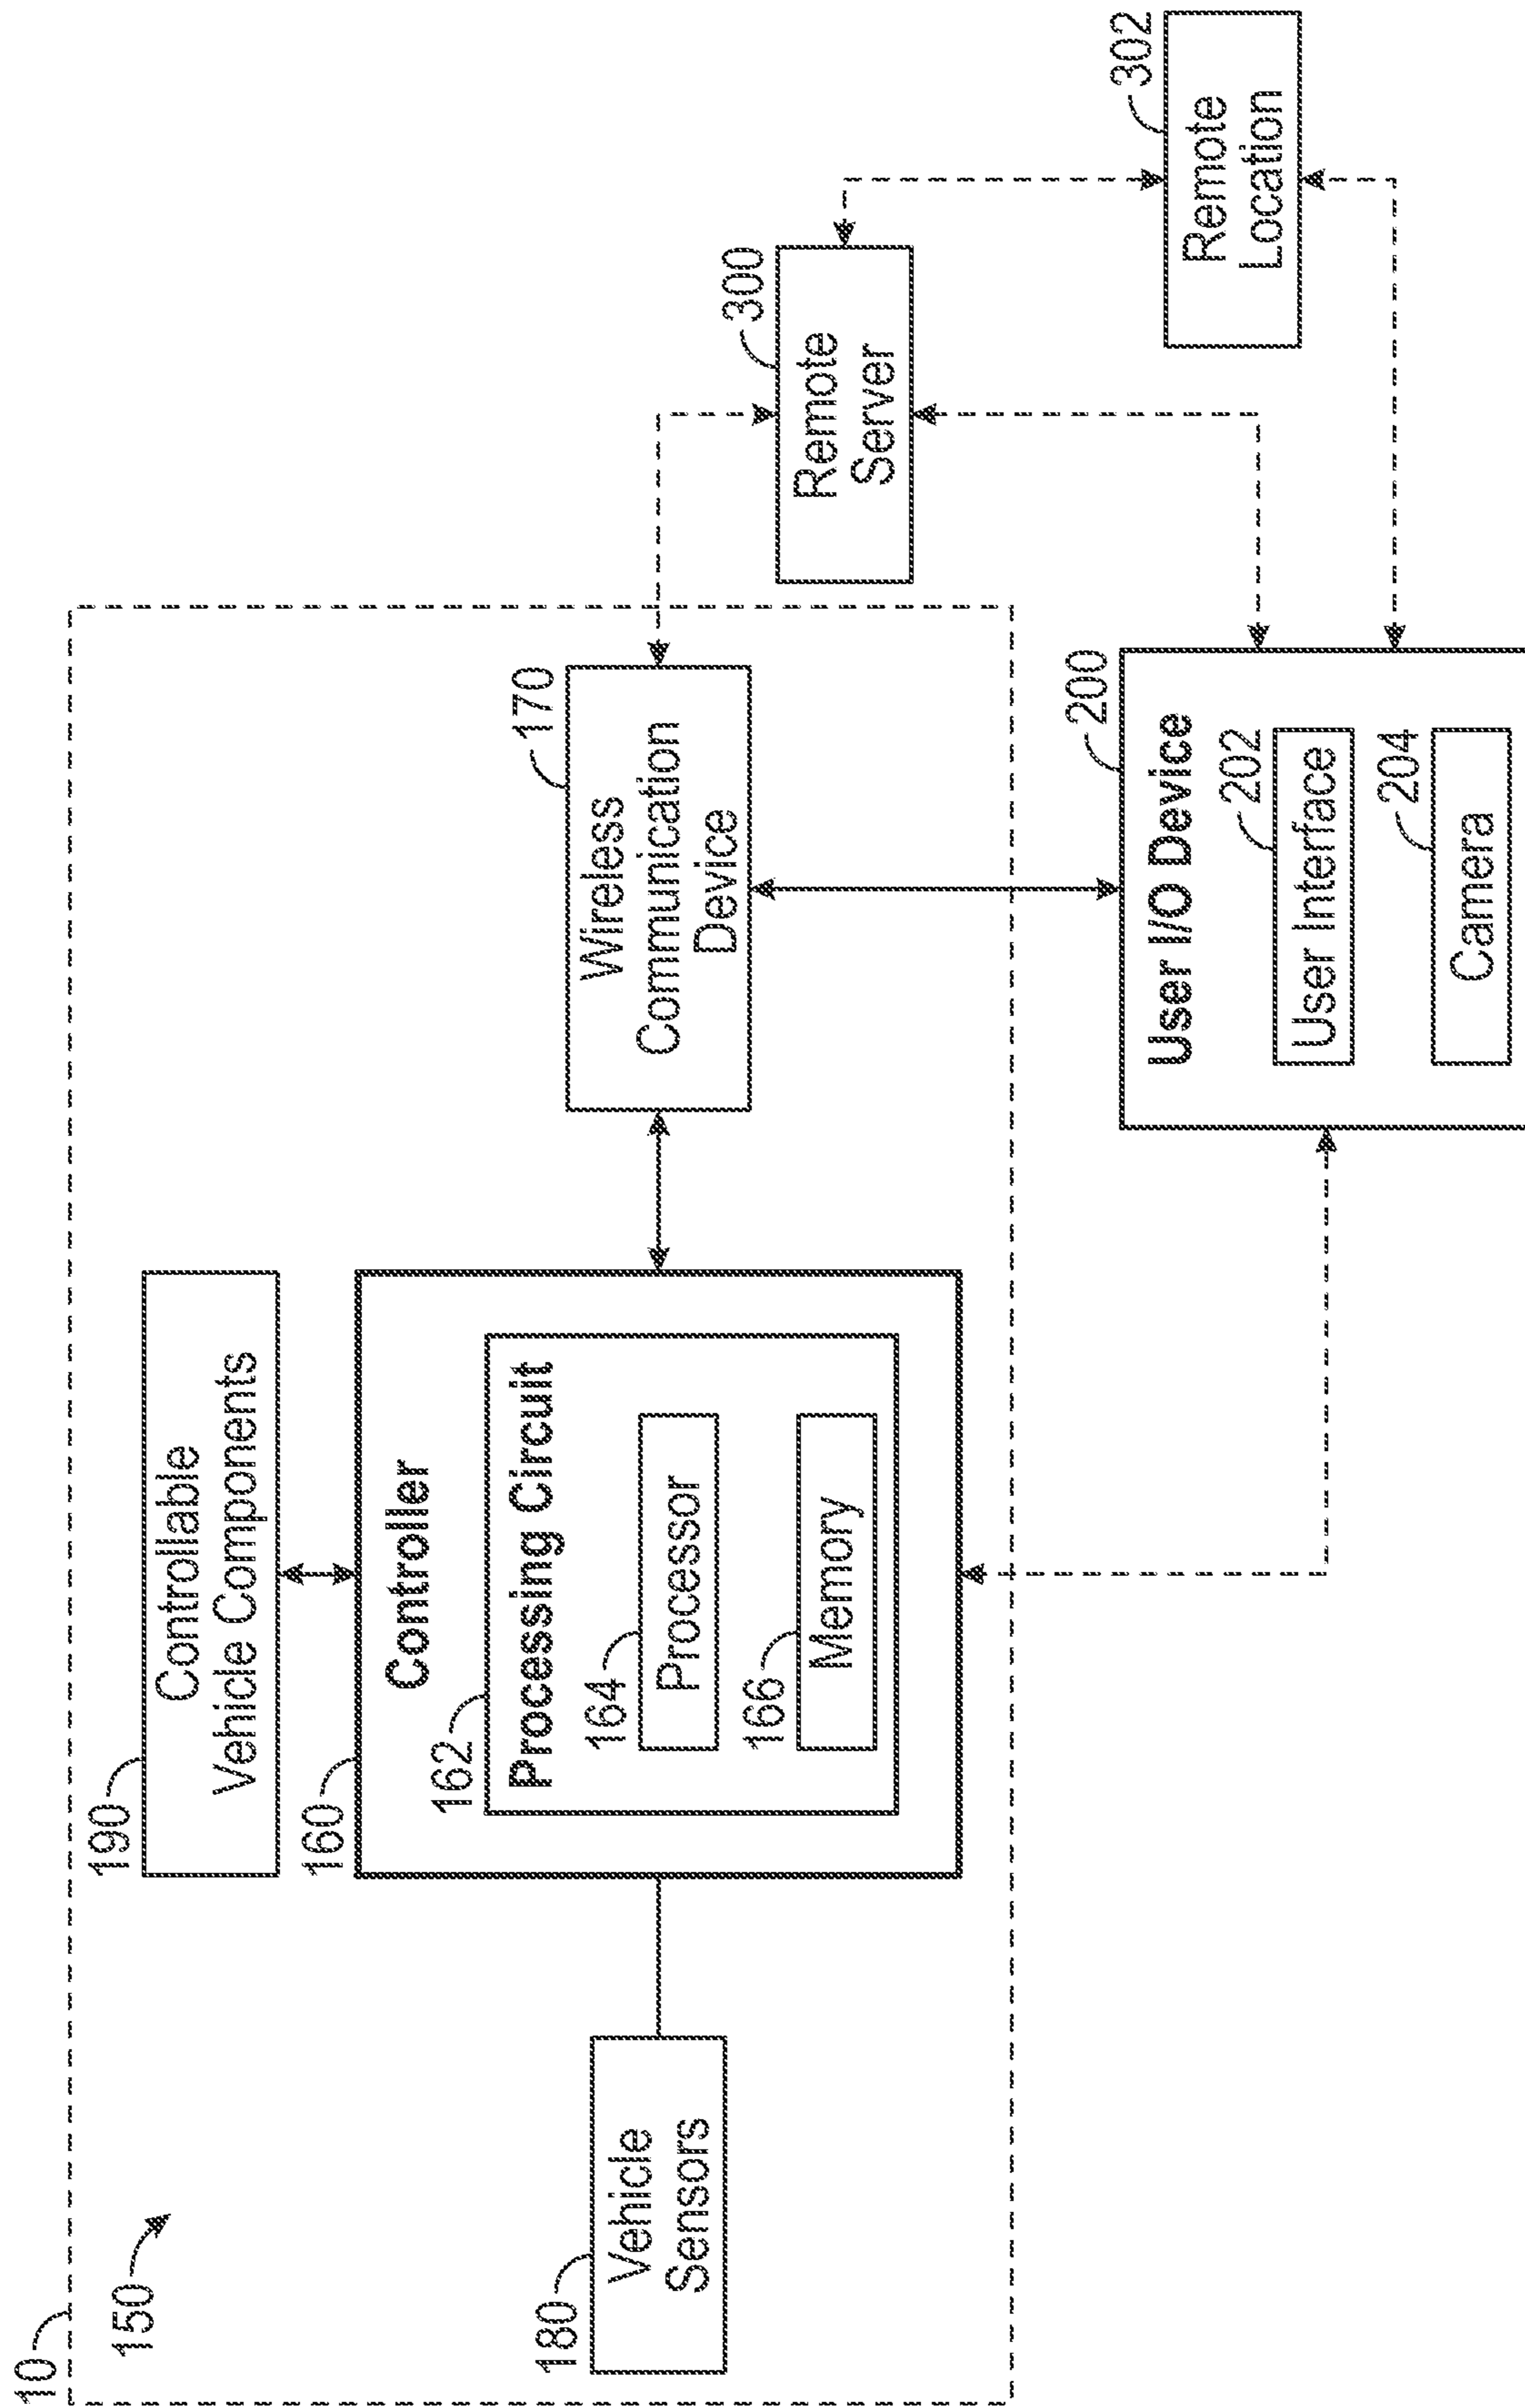 10
150
190
Controllable
Vehicle Components
160
Controller
162
Processing Circuit
164
Processor
166
Memory
180
Vehicle
Sensors
170
Wireless
Communication
Device
200
User I/O Device
202
User Interface
204
Camera
300
Remote
Server
302
Remote
Location